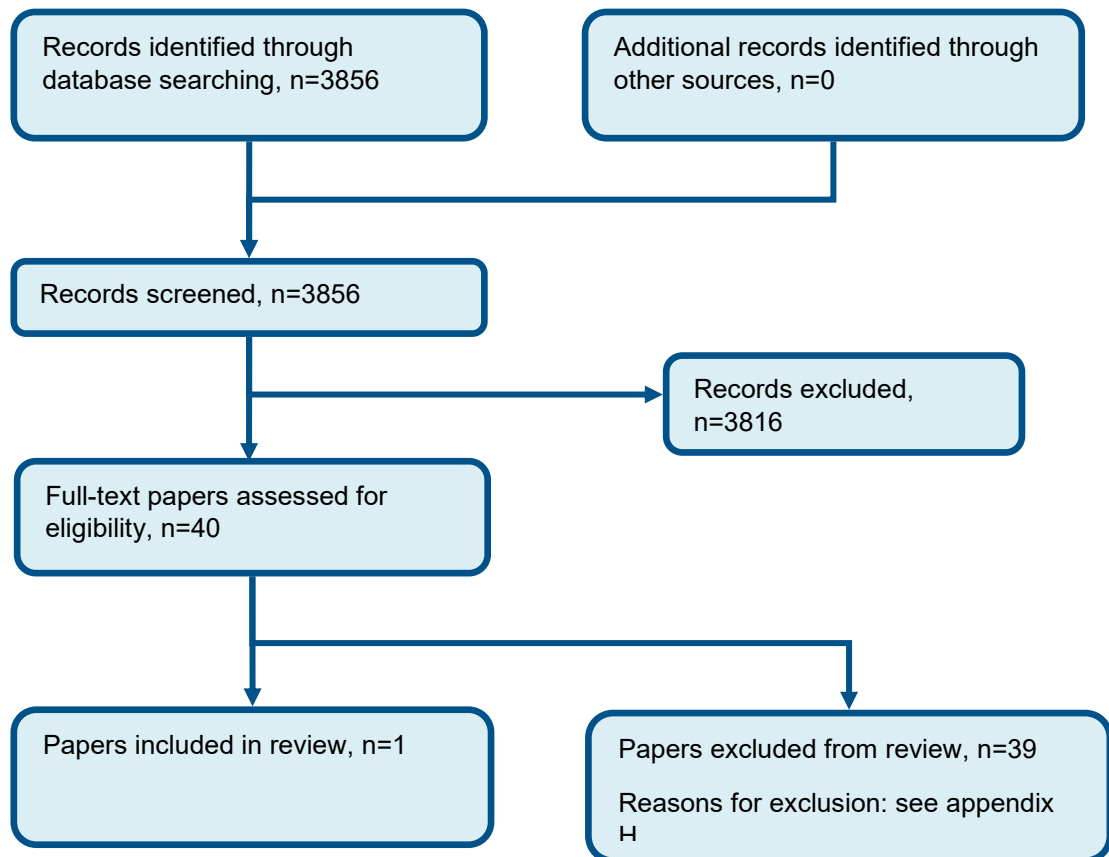 Records identified through
database searching, n=3856
Additional records identified through
other sources, n=0
Records screened, n=3856
Records excluded,
n=3816
Full-text papers assessed for
eligibility, n=40
Papers included in review, n=1
Papers excluded from review, n=39
Reasons for exclusion: see appendix
H